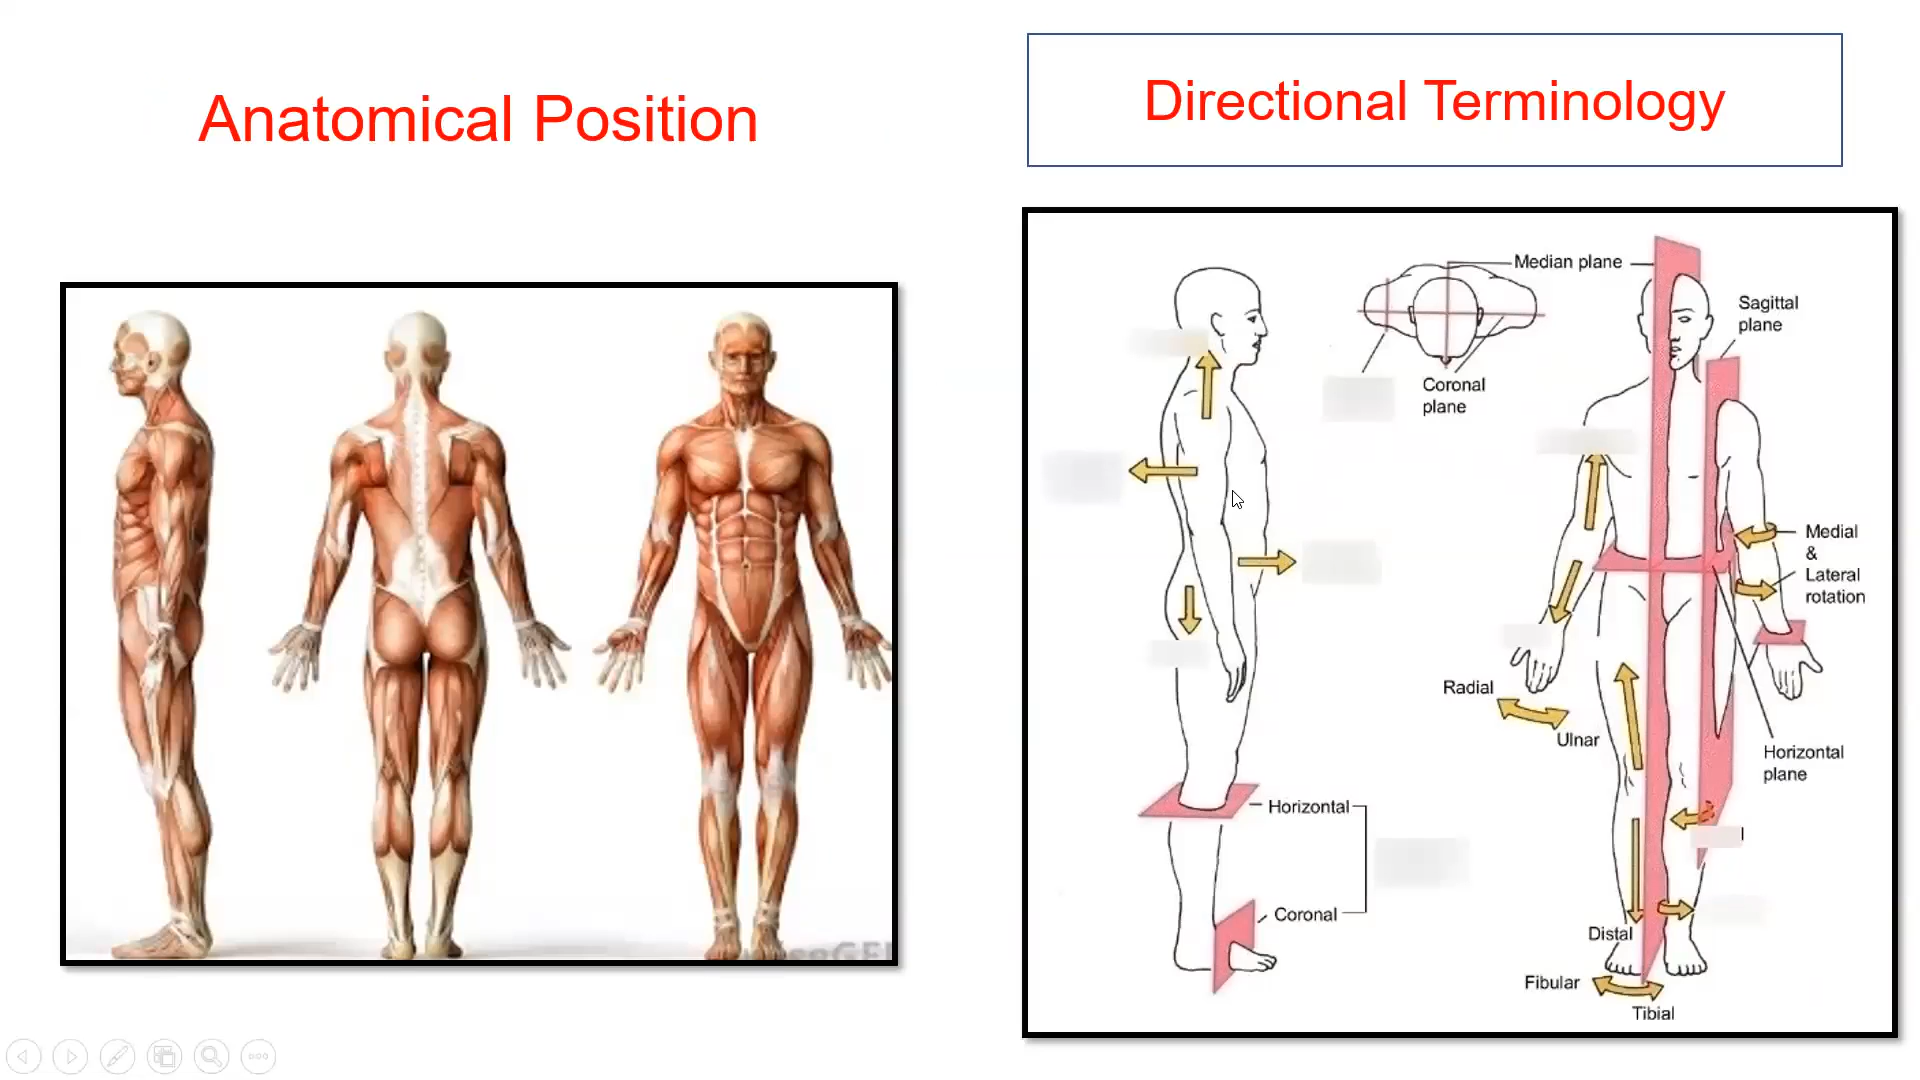 Anatomical Position
Directional Terminology
Median plane
Sagittal
plane
Coronal
plane
Medial
&
Lateral
rotation
Radial
Ulnar
Horizontal
plane
Horizontal
Coronal
Distal
Fibular
Tibial